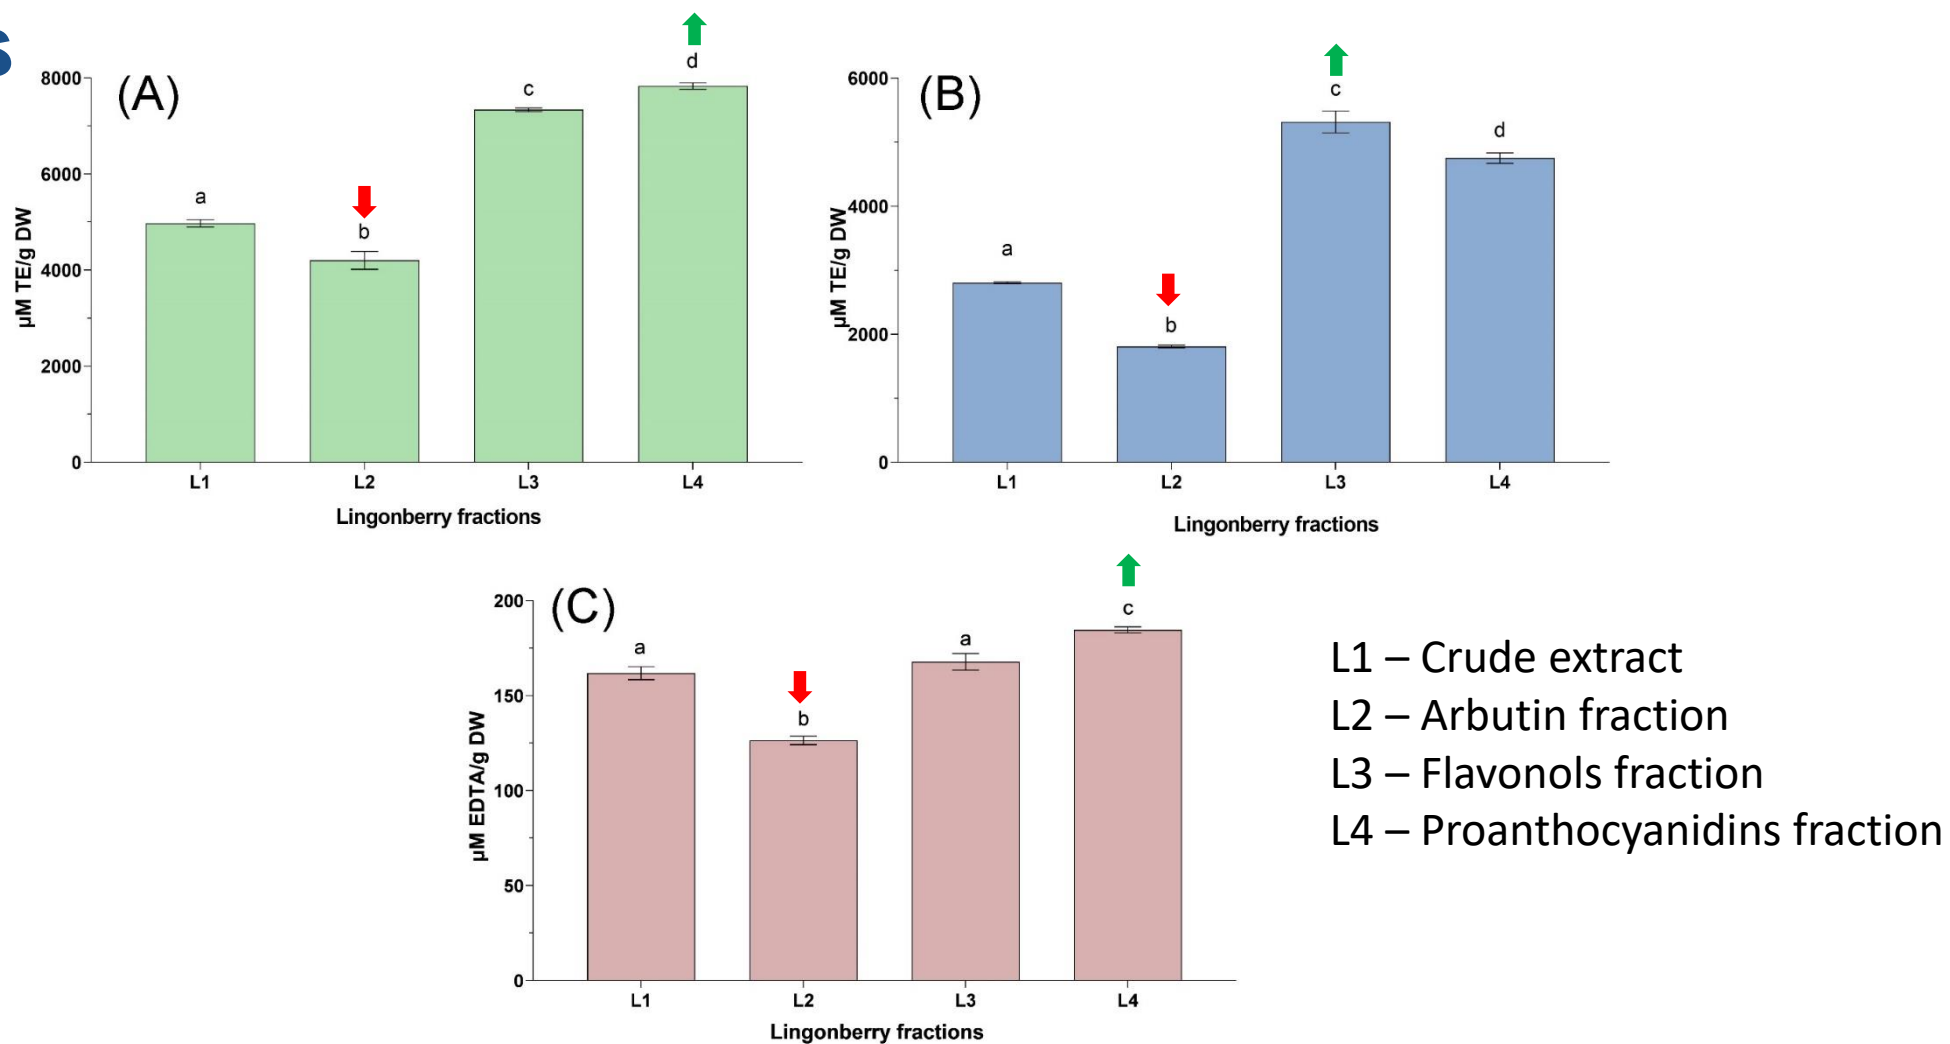 s
(A)
µM TE/g DW
8000
6000
4000
2000
0
a
b
c
d
L1 L2 L3 L4
Lingonberry fractions
(B)
µM TE/g DW
6000
4000
2000
0
a
b
c
d
L1 L2 L3 L4
Lingonberry fractions
(C)
µM EDTA/g DW
200
150
100
50
0
a
b
a
c
L1 L2 L3 L4
Lingonberry fractions
L1 – Crude extract
L2 – Arbutin fraction
L3 – Flavonols fraction
L4 – Proanthocyanidins fraction